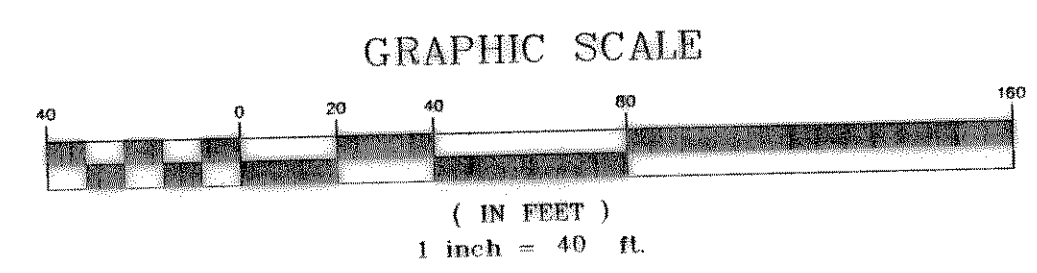 GRAPHIC SCALE
40 0 20 40 80 160
( IN FEET )
1 inch = 40 ft.